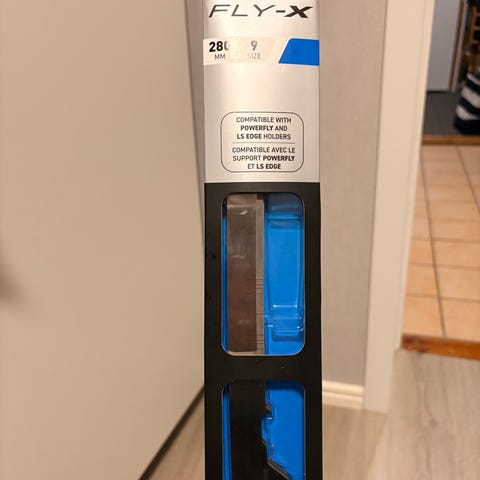 FLY-X
280 9
MM SIZE
COMPATIBLE WITH
POWERFLY AND
LS EDGE HOLDERS
COMPATIBLE AVEC LE
SUPPORT POWERFLY
ET LS EDGE